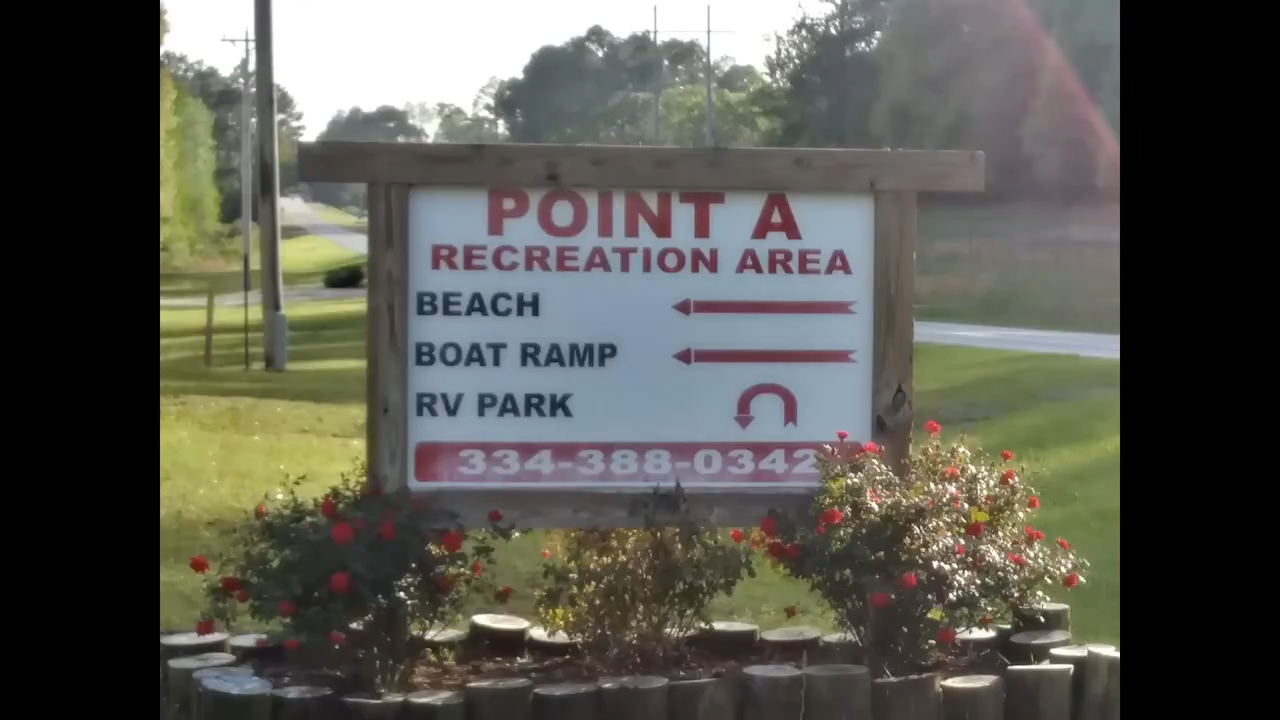 POINT A
RECREATION AREA
BEACH
BOAT RAMP
RV PARK
334-388-0342